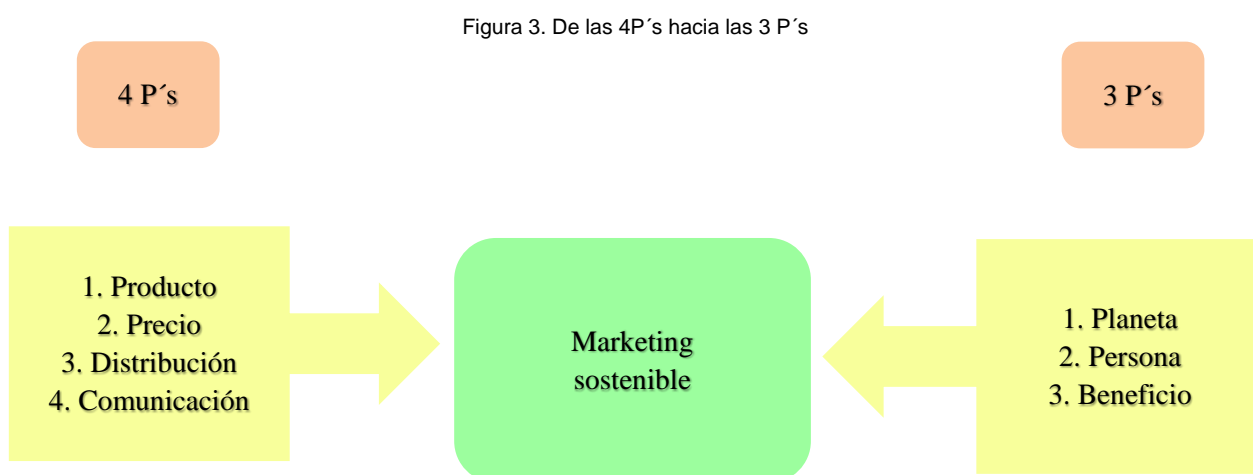 Figura 3. De las 4P´s hacia las 3 P´s
4 P´s
3 P´s
1. Producto
2. Precio
3. Distribución
4. Comunicación
Marketing
sostenible
1. Planeta
2. Persona
3. Beneficio